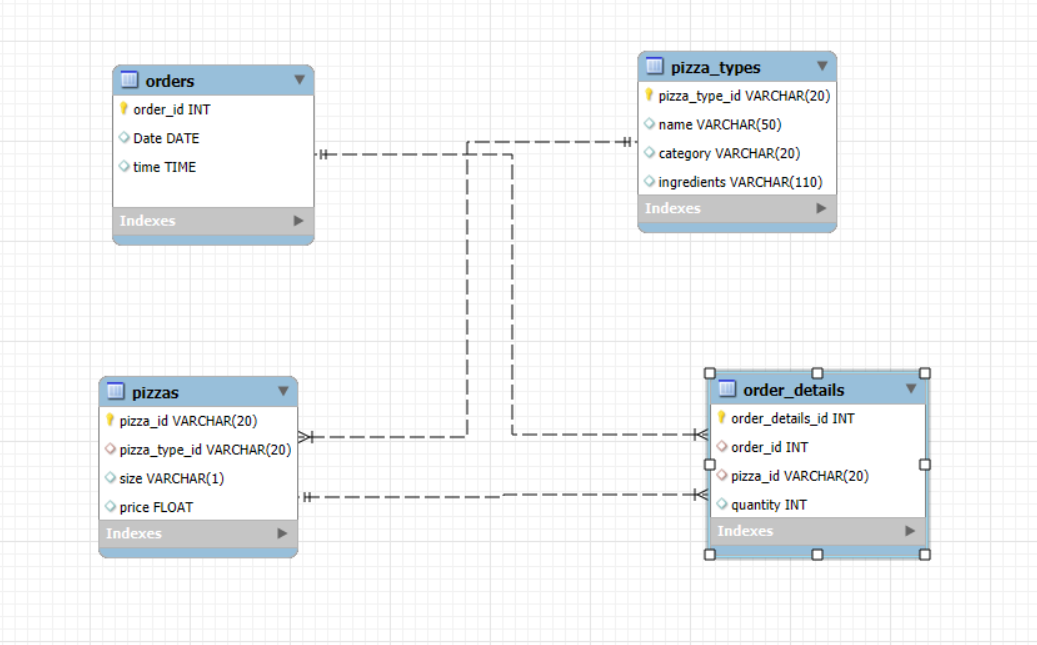 orders
order_id INT
Date DATE
time TIME
Indexes
pizza_types
pizza_type_id VARCHAR(20)
name VARCHAR(50)
category VARCHAR(20)
ingredients VARCHAR(110)
Indexes
pizzas
pizza_id VARCHAR(20)
pizza_type_id VARCHAR(20)
size VARCHAR(1)
price FLOAT
Indexes
order_details
order_details_id INT
order_id INT
pizza_id VARCHAR(20)
quantity INT
Indexes